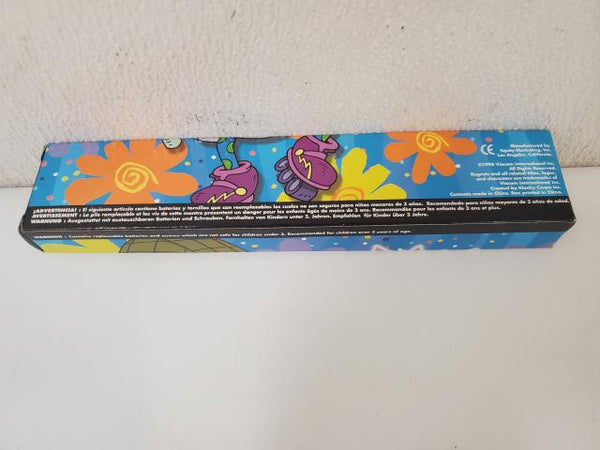 Manufactured by
CE
Marketing, Inc.
Los Angeles, California.
©1998 Viacom International Inc.
All Rights Reserved.
Rugrats and all related titles, logos,
and characters are trademarks of
Viacom International Inc.
Created by Klasky Csupo Inc.
Made in China. Box printed in China.
¡ADVERTENCIA! : El siguiente artículo contiene baterías y tornillos que son reemplazables los cuales no son seguros para niños menores de 3 años. Recomendado para niños mayores de 3 años de edad.
AVERTISSEMENT : La pile remplaçable et les vis de cette montre présentent un danger pour les enfants âgés de moins de 3 ans. Recommandée pour les enfants de 3 ans et plus.
WARNUNG : Ausgestattet mit austauschbaren Batterien und Schrauben. Fernhalten von Kindern unter 3, Jahren. Empfohlen für Kinder über 3 Jahre.
WARNING : Contains replaceable battery and screws which are not safe for children under 3. Recommended for children over 3 years of age.